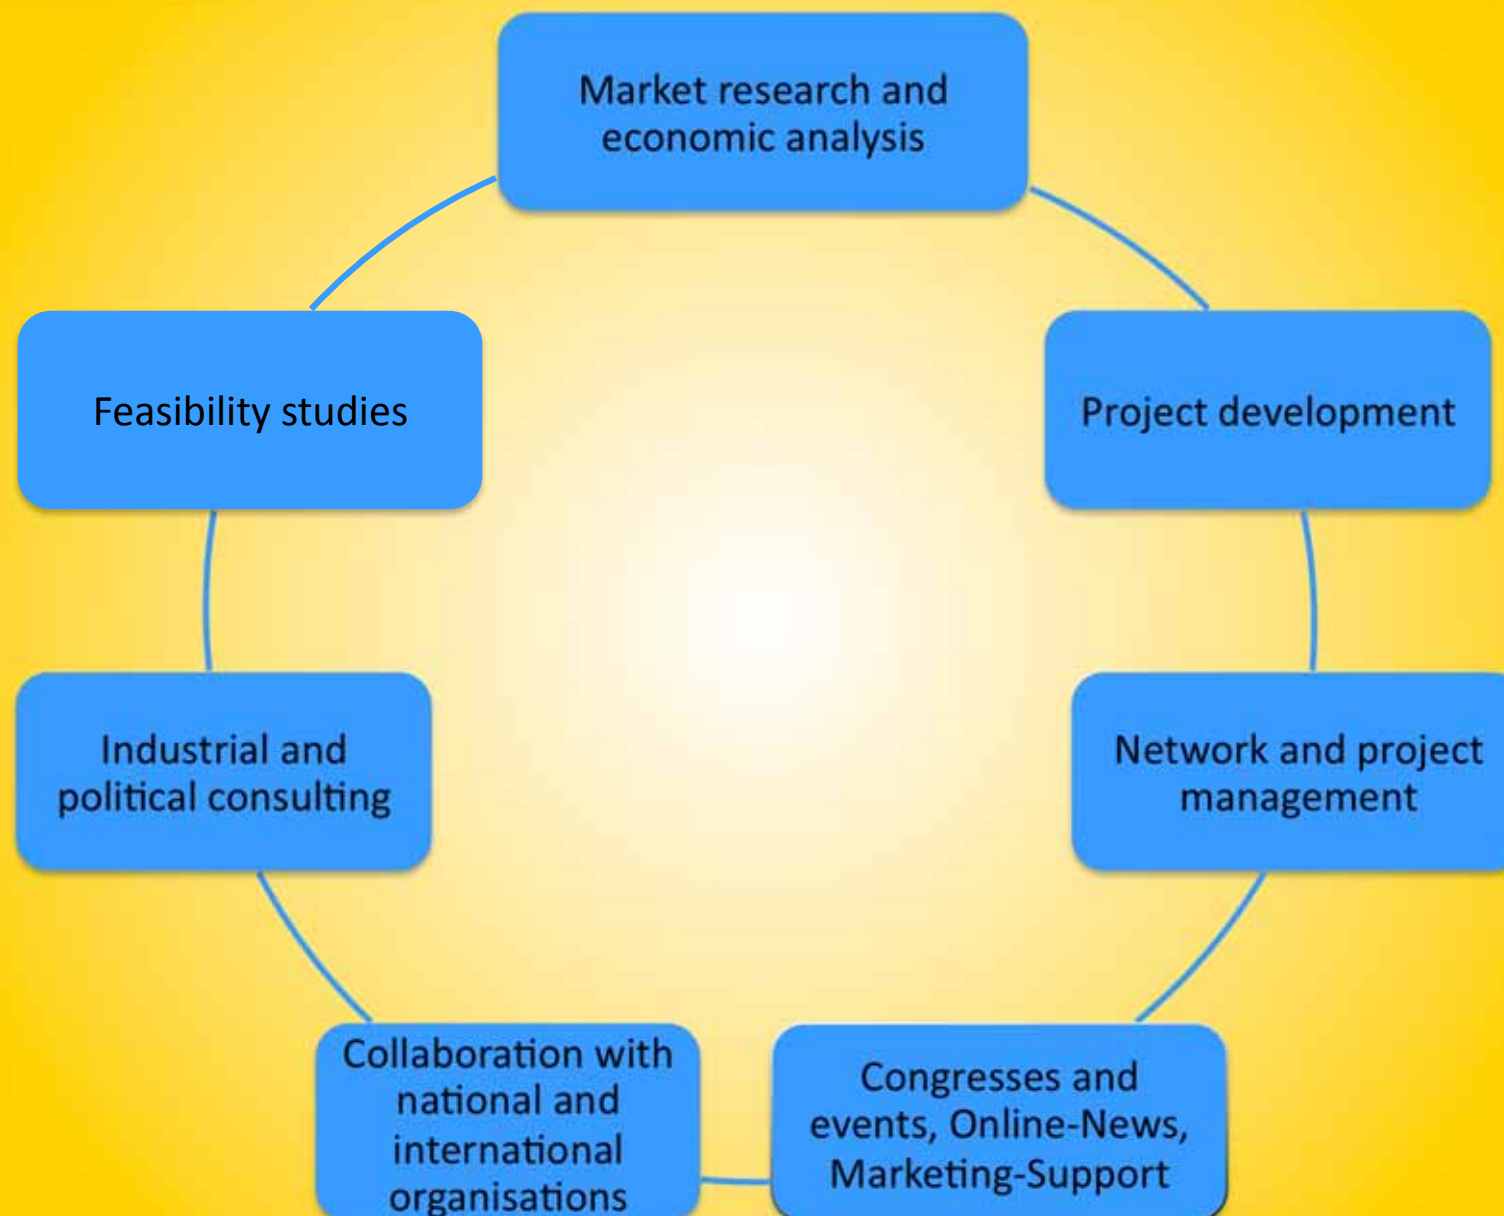 Market research and
economic analysis
Feasibility studies
Project development
Industrial and
political consulting
Network and project
management
Collaboration with
national and
international
organisations
Congresses and
events, Online-News,
Marketing-Support